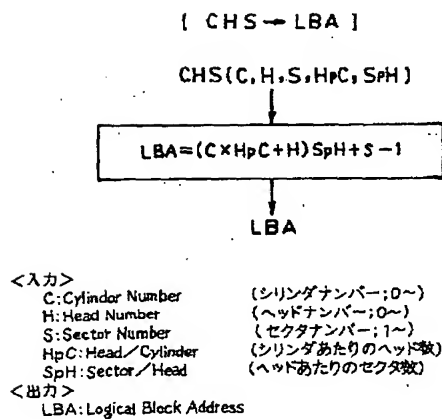 [ CHS → LBA ]
CHS(C, H, S, HpC, SpH)
LBA=(C×HpC+H)SpH+S-1
LBA
<入力>
C:Cylinder Number (シリンダナンバー;0~)
H:Head Number (ヘッドナンバー;0~)
S:Sector Number (セクタナンバー;1~)
HpC:Head/Cylinder (シリンダあたりのヘッド数)
SpH:Sector/Head (ヘッドあたりのセクタ数)
<出力>
LBA:Logical Block Address